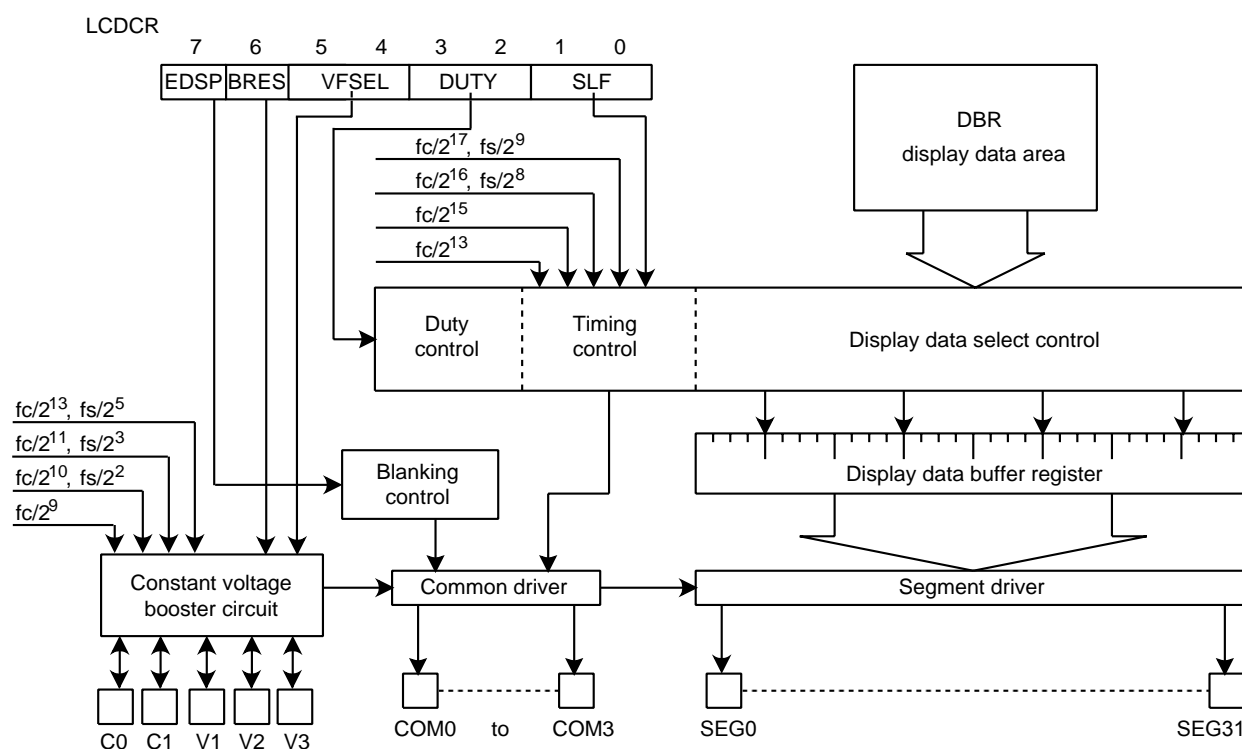 LCDCR
7 6 5 4 3 2 1 0
EDSP BRES VFSEL DUTY SLF
fc/2^17, fs/2^9
fc/2^16, fs/2^8
fc/2^15
fc/2^13
DBR
display data area
Duty
control
Timing
control
Display data select control
fc/2^13, fs/2^5
fc/2^11, fs/2^3
fc/2^10, fs/2^2
fc/2^9
Blanking
control
Display data buffer register
Constant voltage
booster circuit
Common driver
Segment driver
C0 C1 V1 V2 V3
COM0 to COM3
SEG0 SEG31